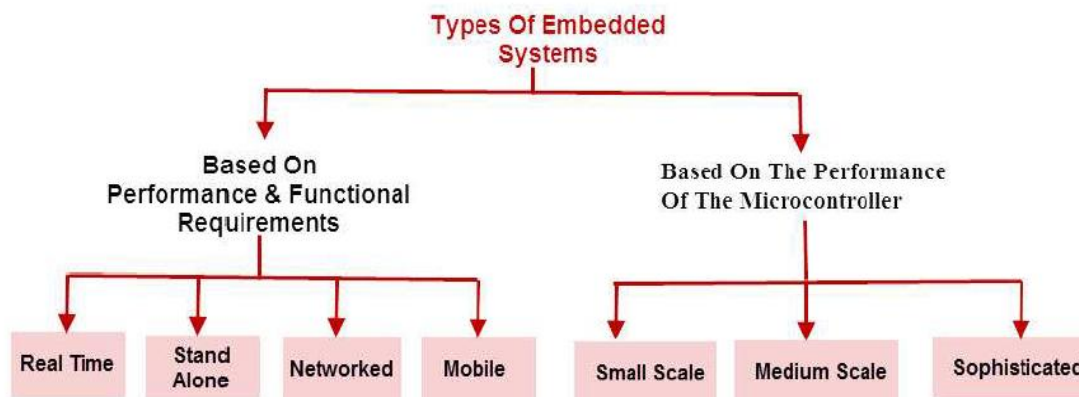 Types Of Embedded
Systems
Based On
Performance & Functional
Requirements
Based On The Performance
Of The Microcontroller
Real Time
Stand
Alone
Networked
Mobile
Small Scale
Medium Scale
Sophisticated